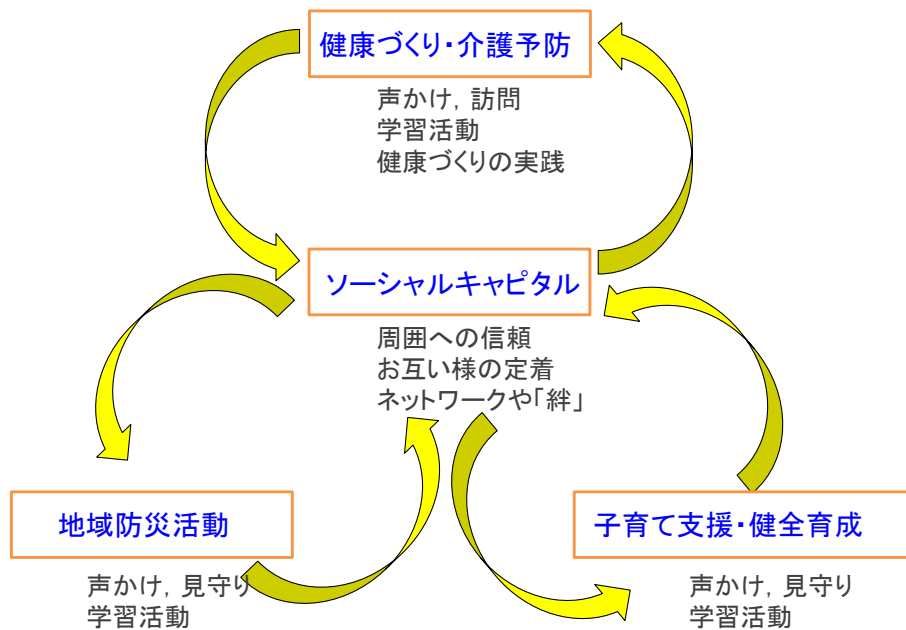 健康づくり・介護予防
声かけ, 訪問
学習活動
健康づくりの実践
ソーシャルキャピタル
周囲への信頼
お互い様の定着
ネットワークや「絆」
地域防災活動
声かけ, 見守り
学習活動
子育て支援・健全育成
声かけ, 見守り
学習活動